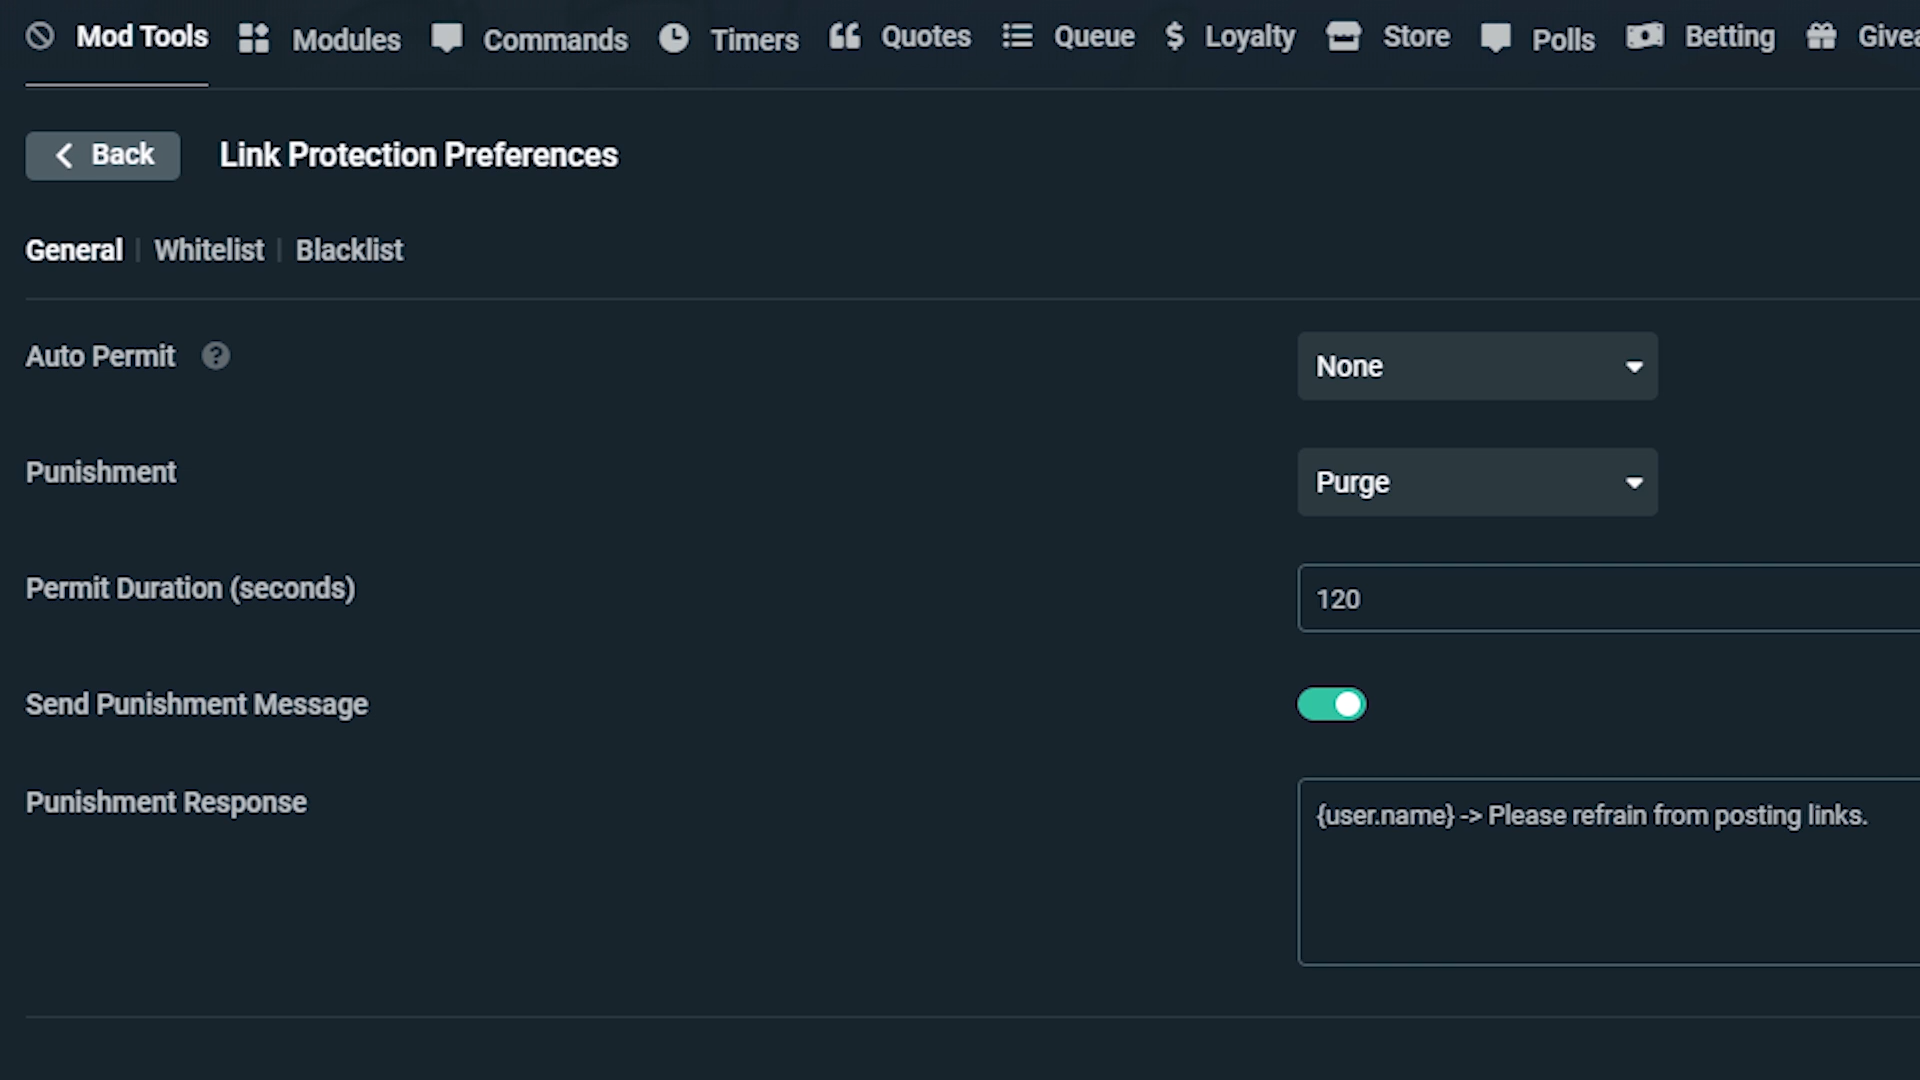 Mod Tools Modules Commands Timers Quotes Queue Loyalty Store Polls Betting
Back Link Protection Preferences
General | Whitelist | Blacklist
Auto Permit ? None
Punishment Purge
Permit Duration (seconds) 120
Send Punishment Message
Punishment Response {user.name} -> Please refrain from posting links.